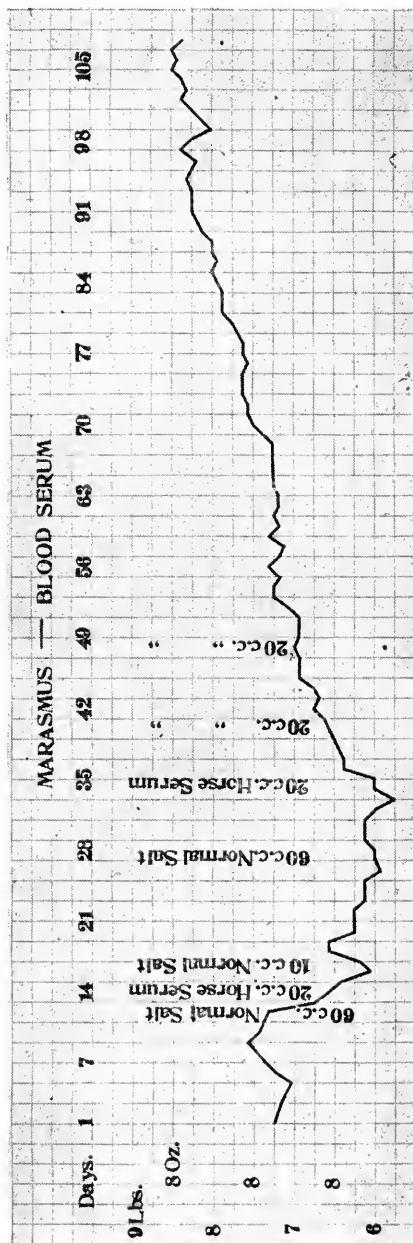 MARASMUS — BLOOD SERUM
Days. 1 7 14 21 28 35 42 49 56 63 70 77 84 91 98 105
9 Lbs.
8 Oz.
8
8
7
8
6
60 c.c. Normal Salt
20 c.c. Horse Serum
10 c.c. Normal Salt
60 c.c. Normal Salt
20 c.c. Horse Serum
20 c.c. „ „
20 c.c. „ „